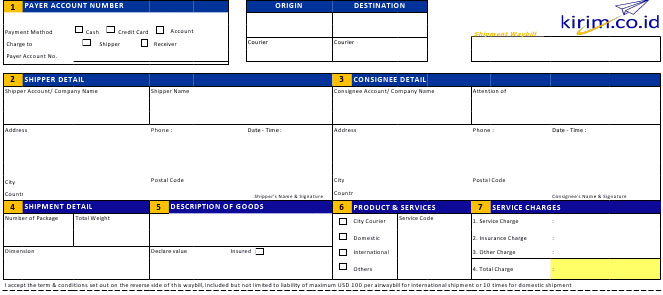 1 PAYER ACCOUNT NUMBER
ORIGIN DESTINATION
kirim.co.id
Payment Method Cash Credit Card Account
Shipment Waybill
Charge to Shipper Receiver
Courier Courier
Payer Account No.
2 SHIPPER DETAIL
3 CONSIGNEE DETAIL
Shipper Account/ Company Name Shipper Name
Consignee Account/ Company Name Attention of
Address Phone : Date - Time :
Address Phone : Date - Time :
City Postal Code
City Postal Code
Countr Shipper's Name & Signature
Countr Consignee's Name & Signature
4 SHIPMENT DETAIL
5 DESCRIPTION OF GOODS
6 PRODUCT & SERVICES
7 SERVICE CHARGES
Number of Package Total Weight
City Courier Service Code
1. Service Charge :
Domestic
2. Insurance Charge :
Dimension Declare value Insured
International
3. Other Charge :
Others
4. Total Charge :
I accept the term & conditions set out on the reverse side of this waybill, included but not limited to liability of maximum USD 100 per airwaybill for international shipment or 10 times for domestic shipment